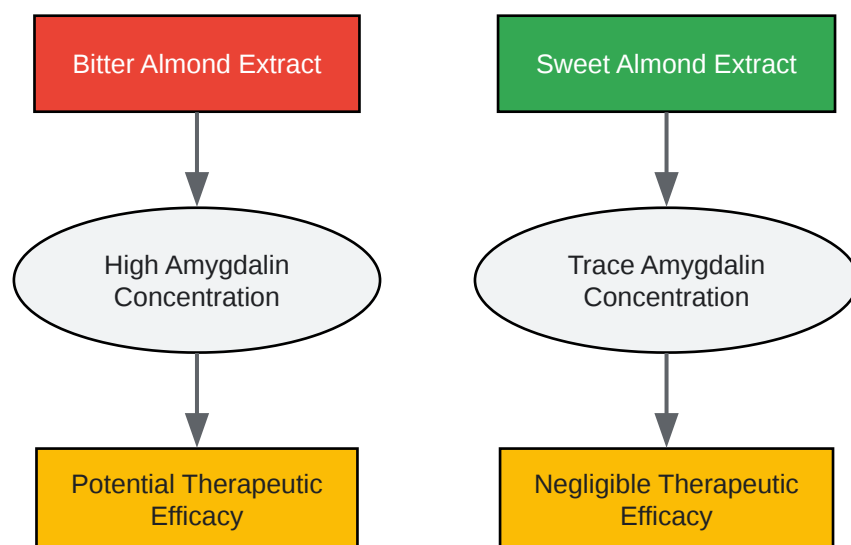 Bitter Almond Extract
Sweet Almond Extract
High Amygdalin
Concentration
Trace Amygdalin
Concentration
Potential Therapeutic
Efficacy
Negligible Therapeutic
Efficacy